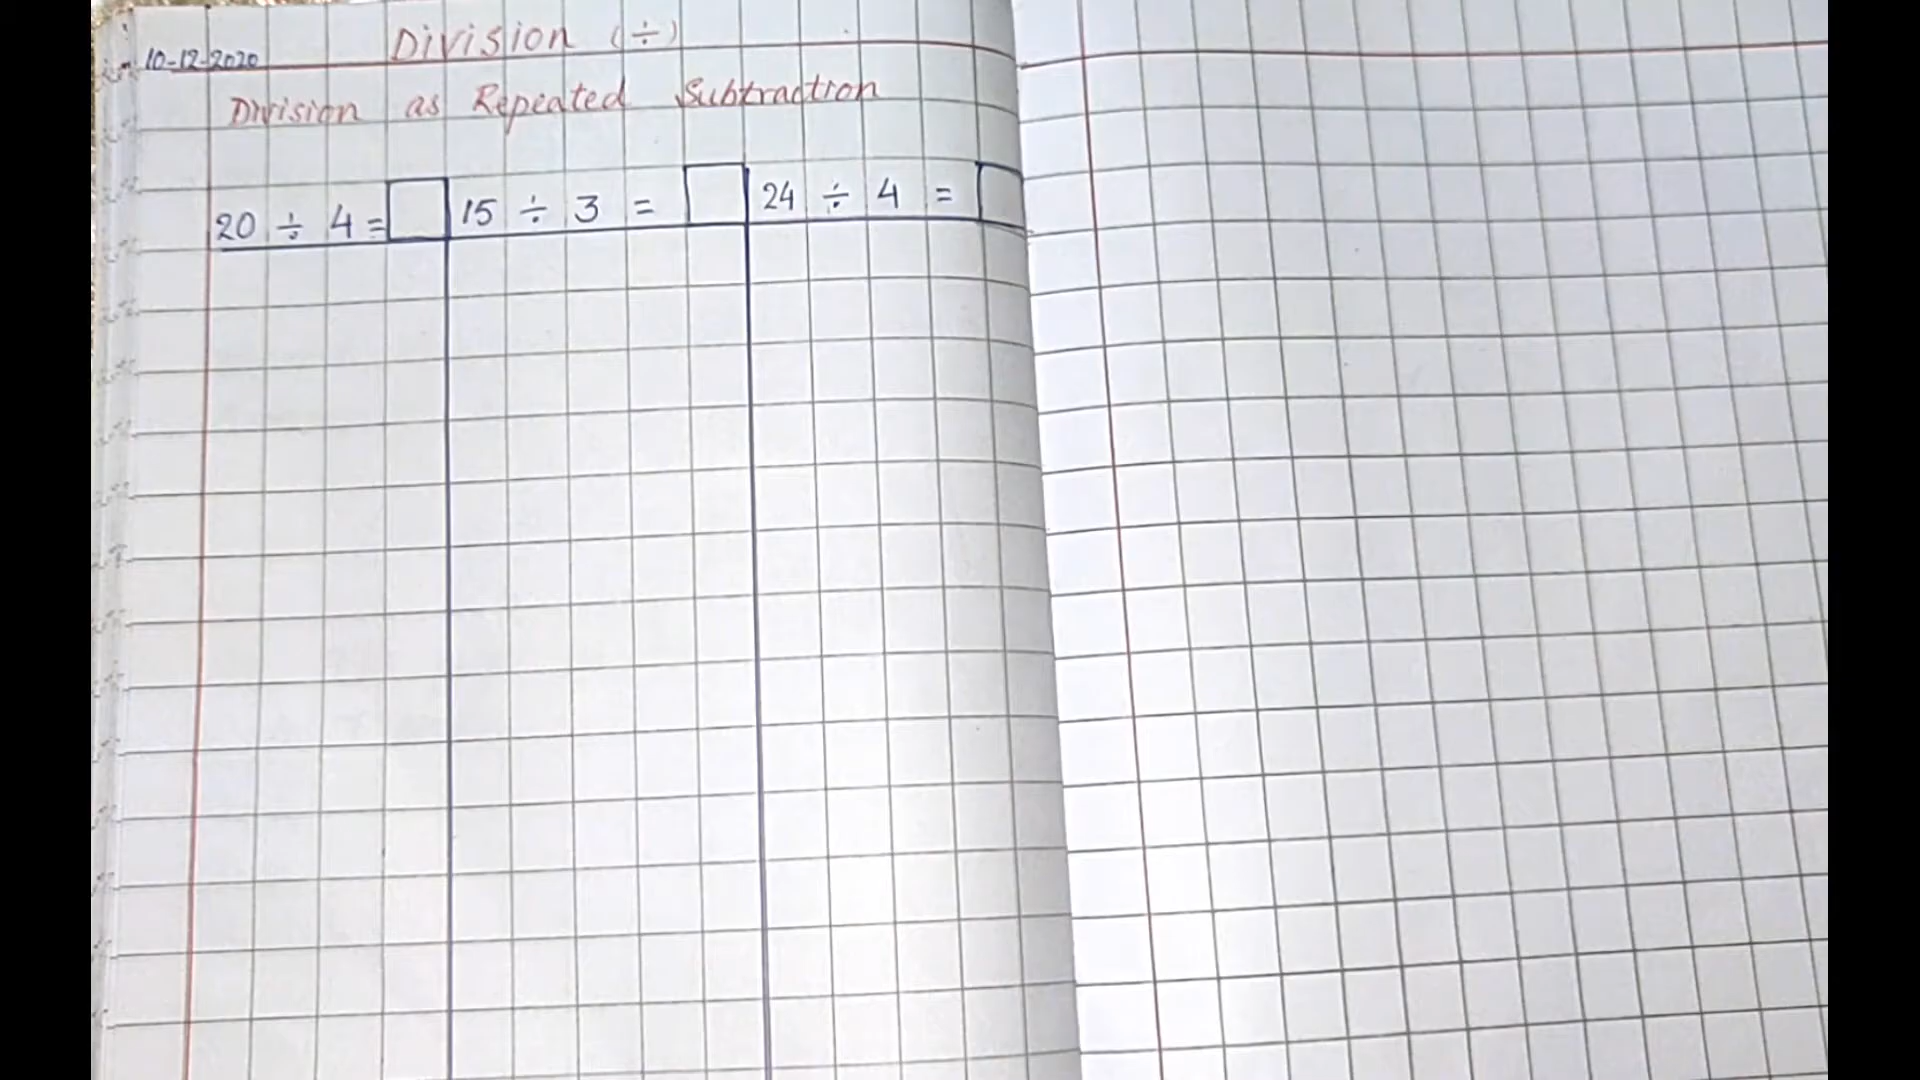 Division (÷)
10-12-2020
Division as Repeated Subtraction
20 ÷ 4 = 15 ÷ 3 = 24 ÷ 4 =